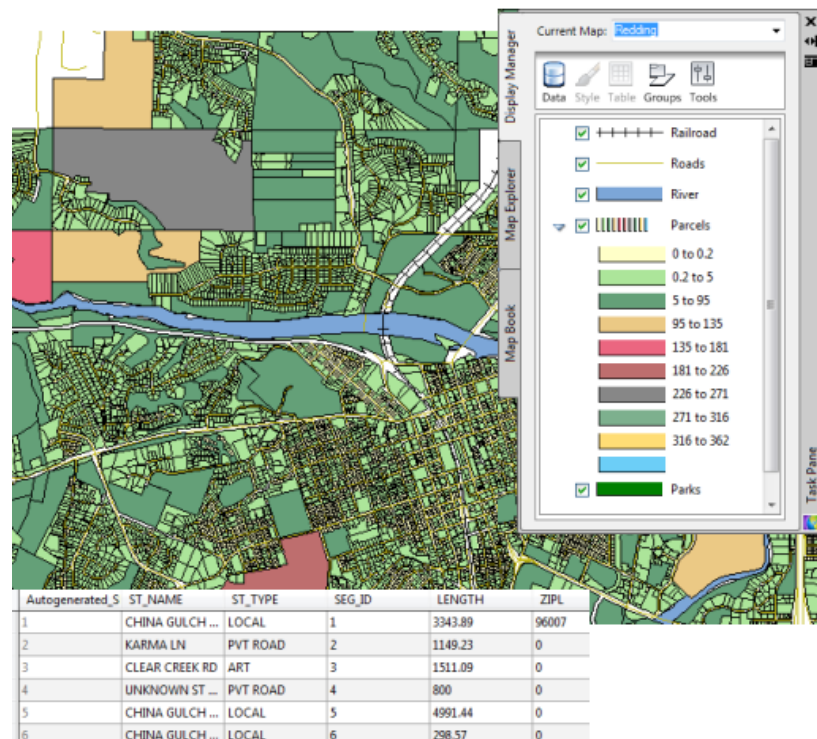 Current Map: Redding
Display Manager
Data Style Table Groups Tools
Map Explorer
Map Book
Railroad
Roads
River
Parcels
0 to 0.2
0.2 to 5
5 to 95
95 to 135
135 to 181
181 to 226
226 to 271
271 to 316
316 to 362
Parks
Task Pane
Autogenerated_S ST_NAME ST_TYPE SEG_ID LENGTH ZIPL
1 CHINA GULCH ... LOCAL 1 3343.89 96007
2 KARMA LN PVT ROAD 2 1149.23 0
3 CLEAR CREEK RD ART 3 1511.09 0
4 UNKNOWN ST ... PVT ROAD 4 800 0
5 CHINA GULCH ... LOCAL 5 4991.44 0
6 CHINA GULCH ... LOCAL 6 298.57 0